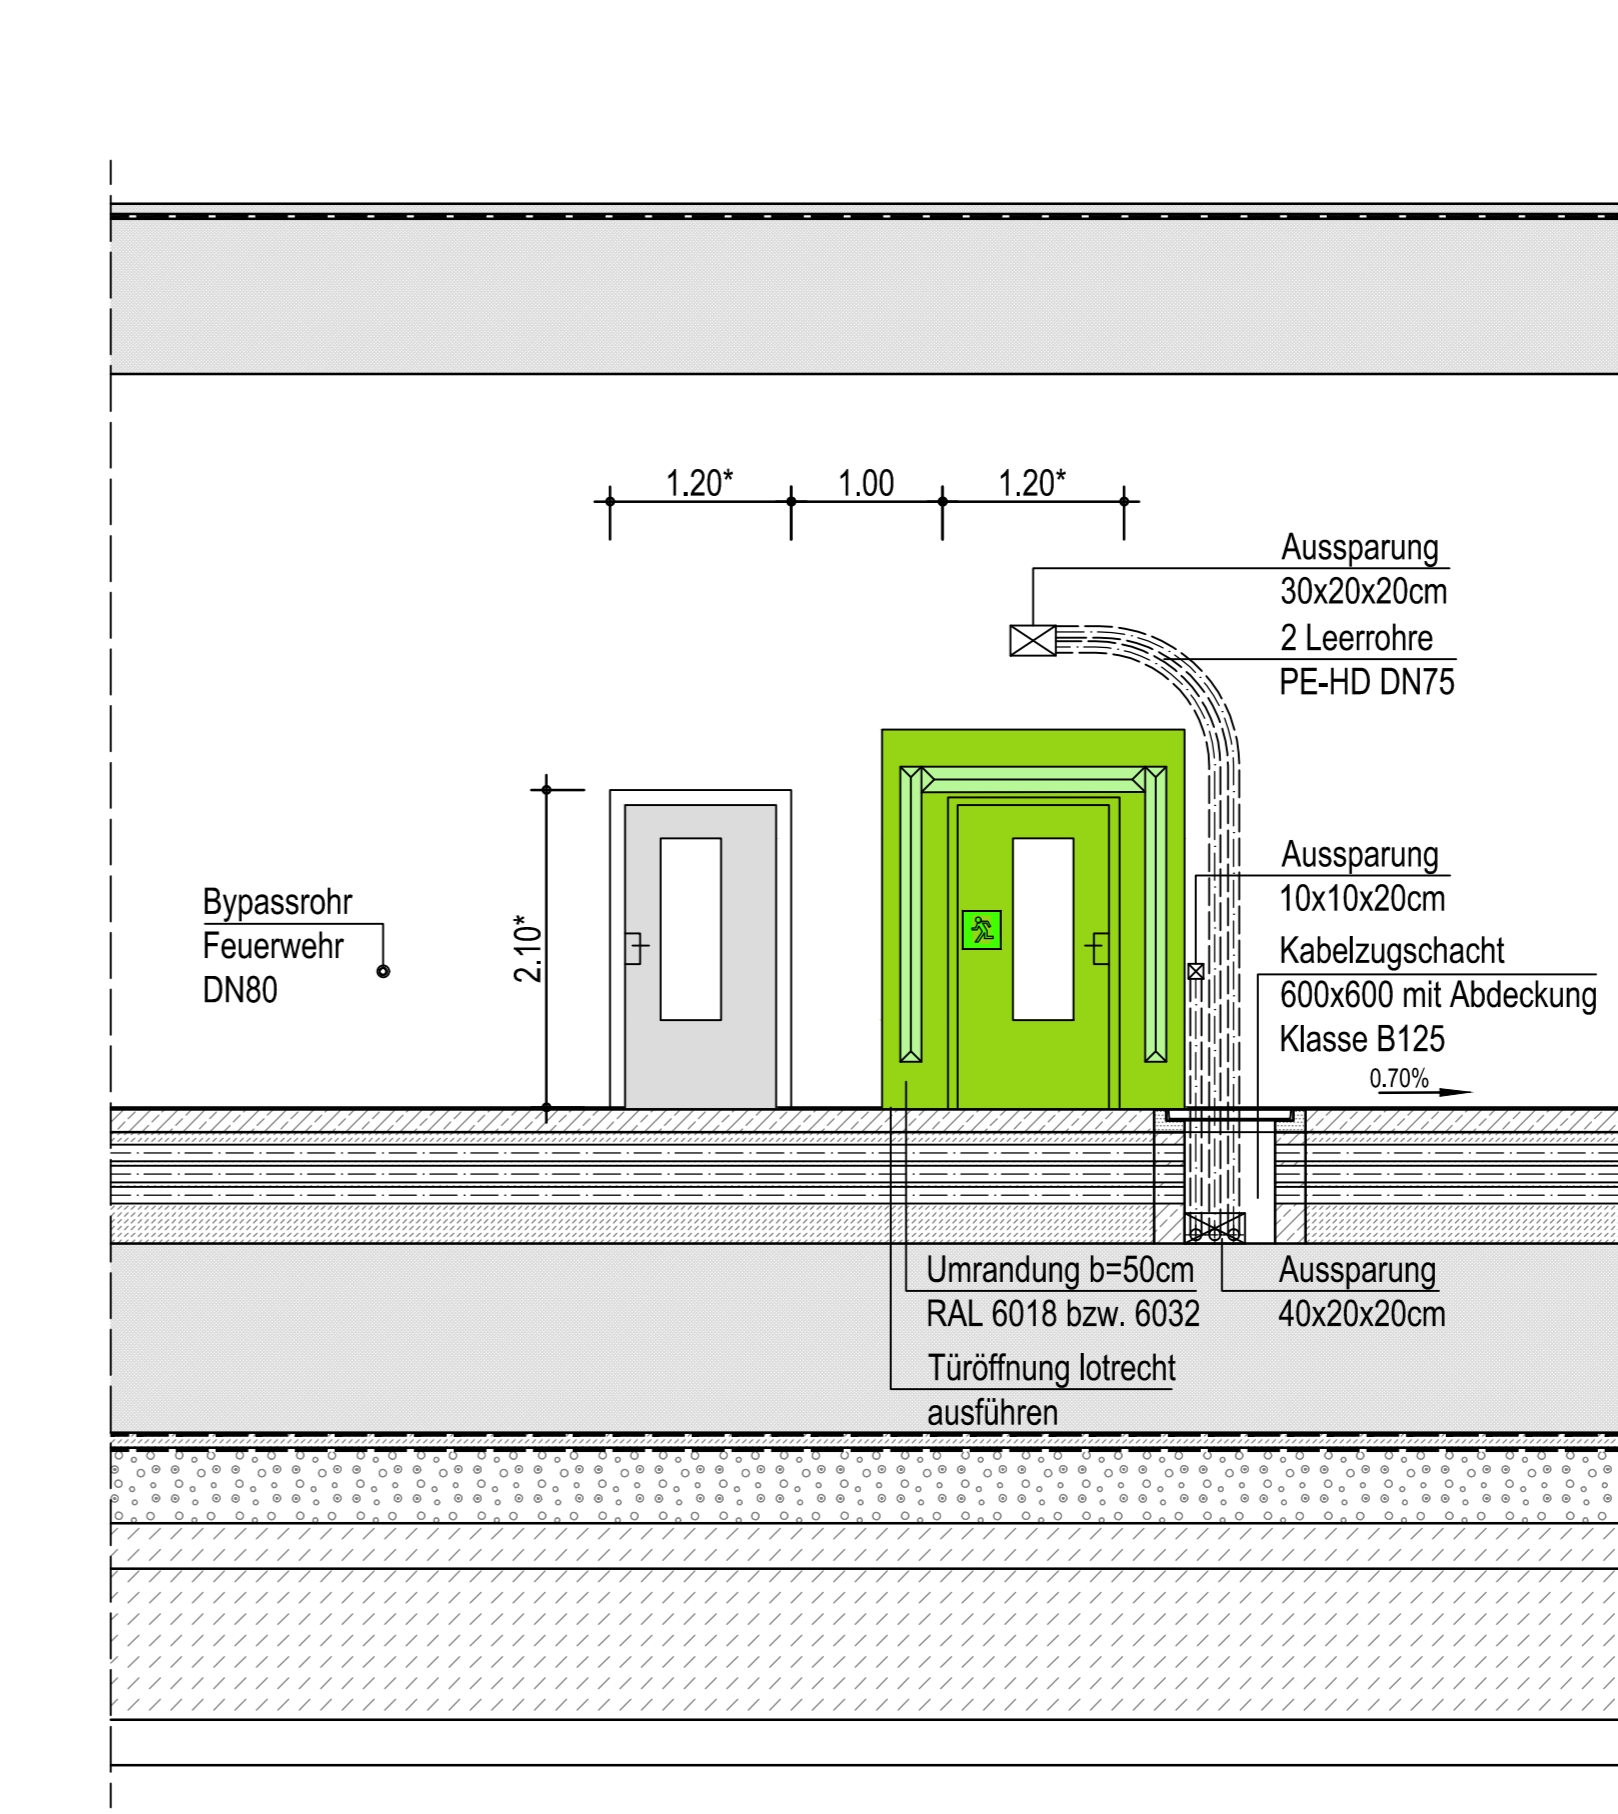 1.20*
1.00
1.20*
Aussparung
30x20x20cm
2 Leerrohre
PE-HD DN75
Aussparung
10x10x20cm
Bypassrohr
Feuerwehr
DN80
2.10*
Kabelzugschacht
600x600 mit Abdeckung
Klasse B125
0.70%
Umrandung b=50cm
RAL 6018 bzw. 6032
Aussparung
40x20x20cm
Türöffnung lotrecht
ausführen